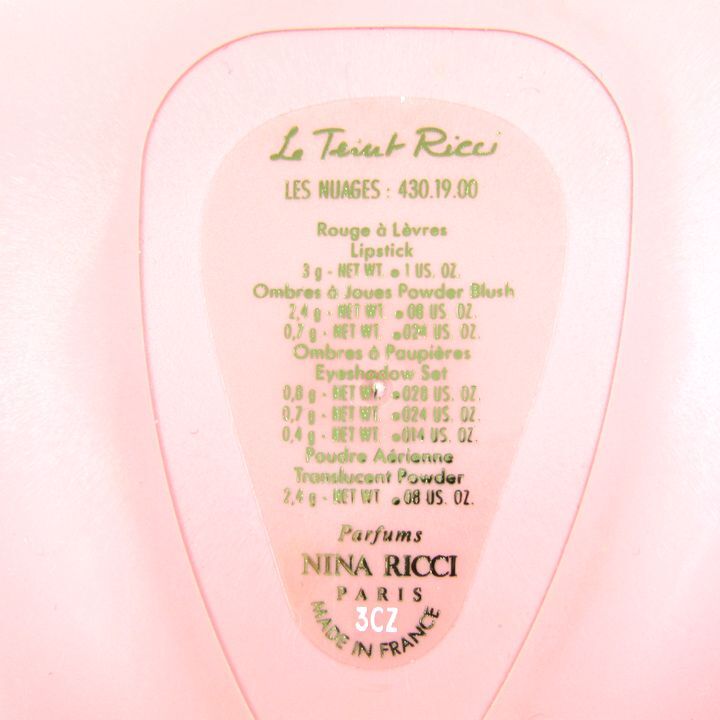 Le Teint Ricci
LES NUAGES : 430.19.00
Rouge à Lèvres
Lipstick
3 g - NET WT. .1 US. OZ.
Ombres à Joues Powder Blush
2,4 g - NET WT. .08 US. OZ.
0,7 g - NET WT. .024 US. OZ.
Ombres à Paupières
Eyeshadow Set
0,8 g - NET WT. .028 US. OZ.
0,7 g - NET WT. .024 US. OZ.
0,4 g - NET WT. .014 US. OZ.
Poudre Aérienne
Translucent Powder
2,4 g - NET WT .08 US. OZ.
Parfums
NINA RICCI
PARIS
3CZ
MADE IN FRANCE